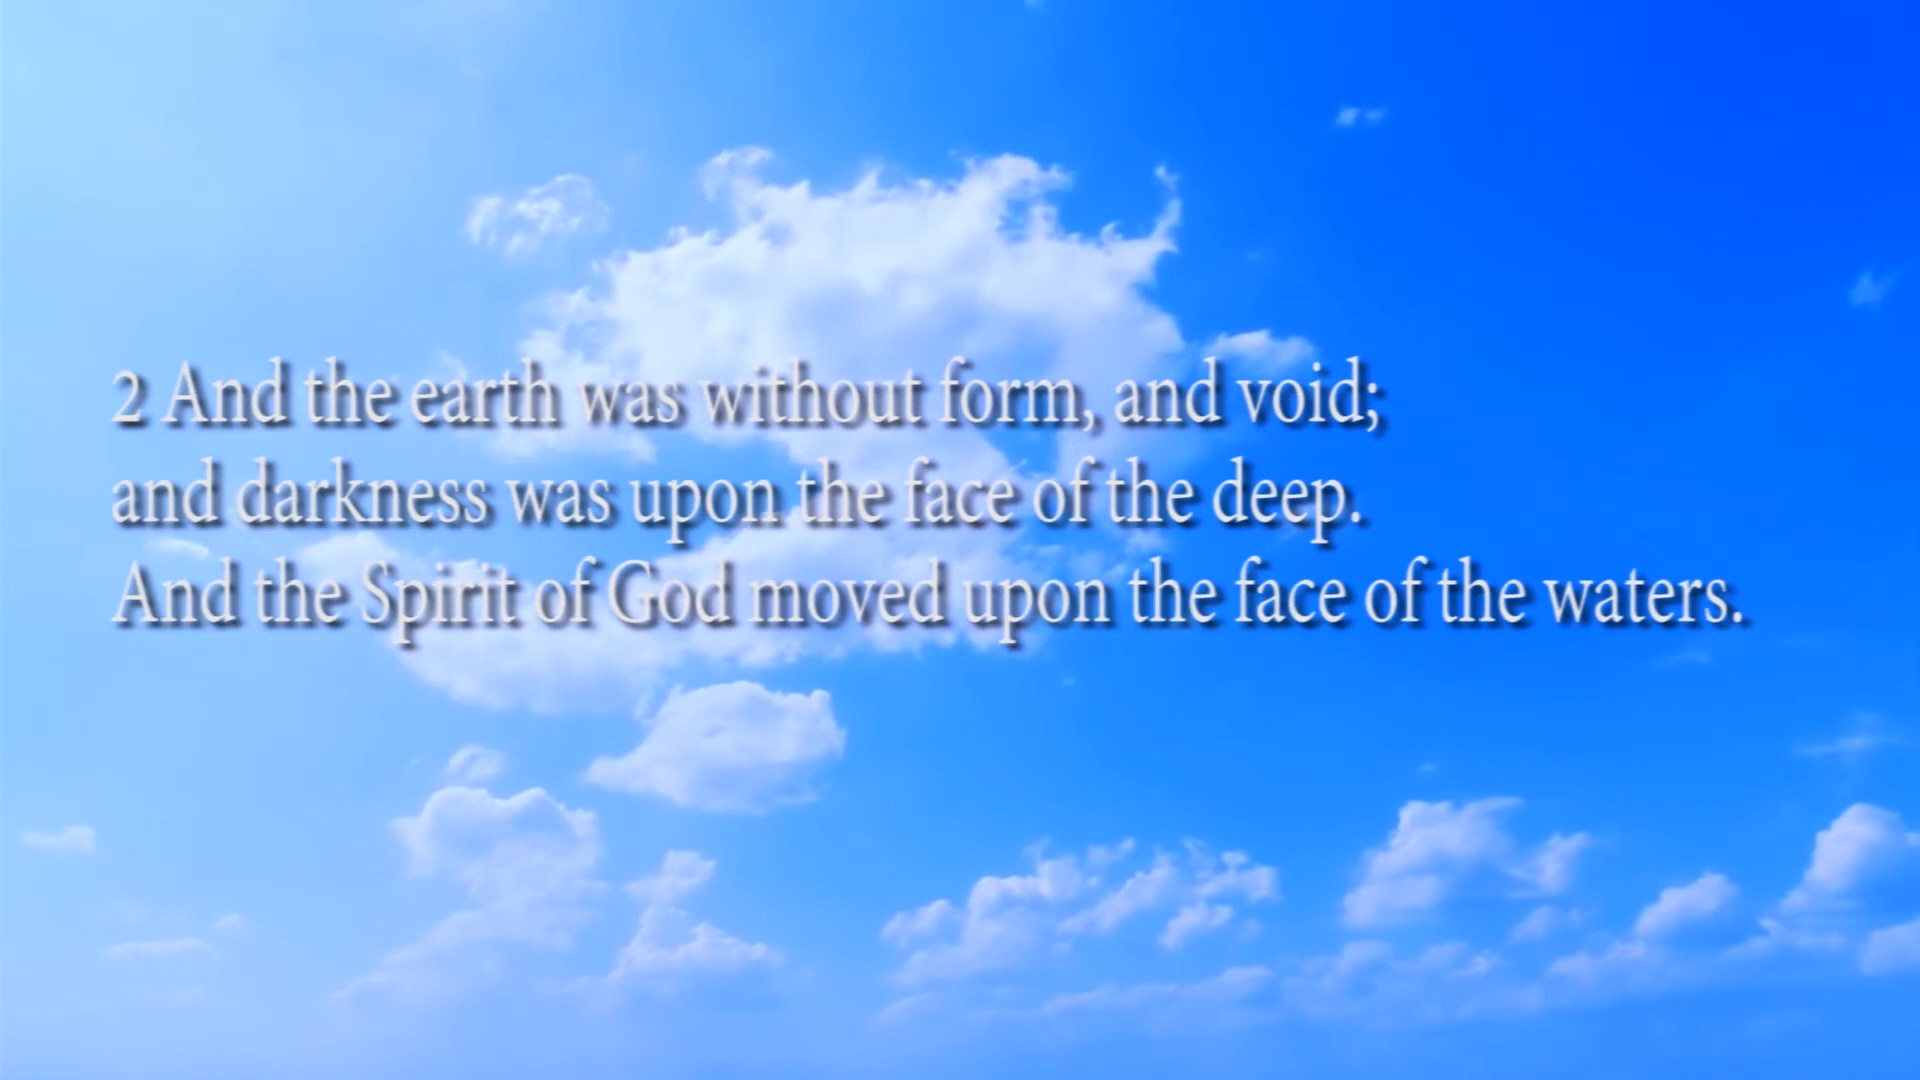 2 And the earth was without form, and void;
and darkness was upon the face of the deep.
And the Spirit of God moved upon the face of the waters.